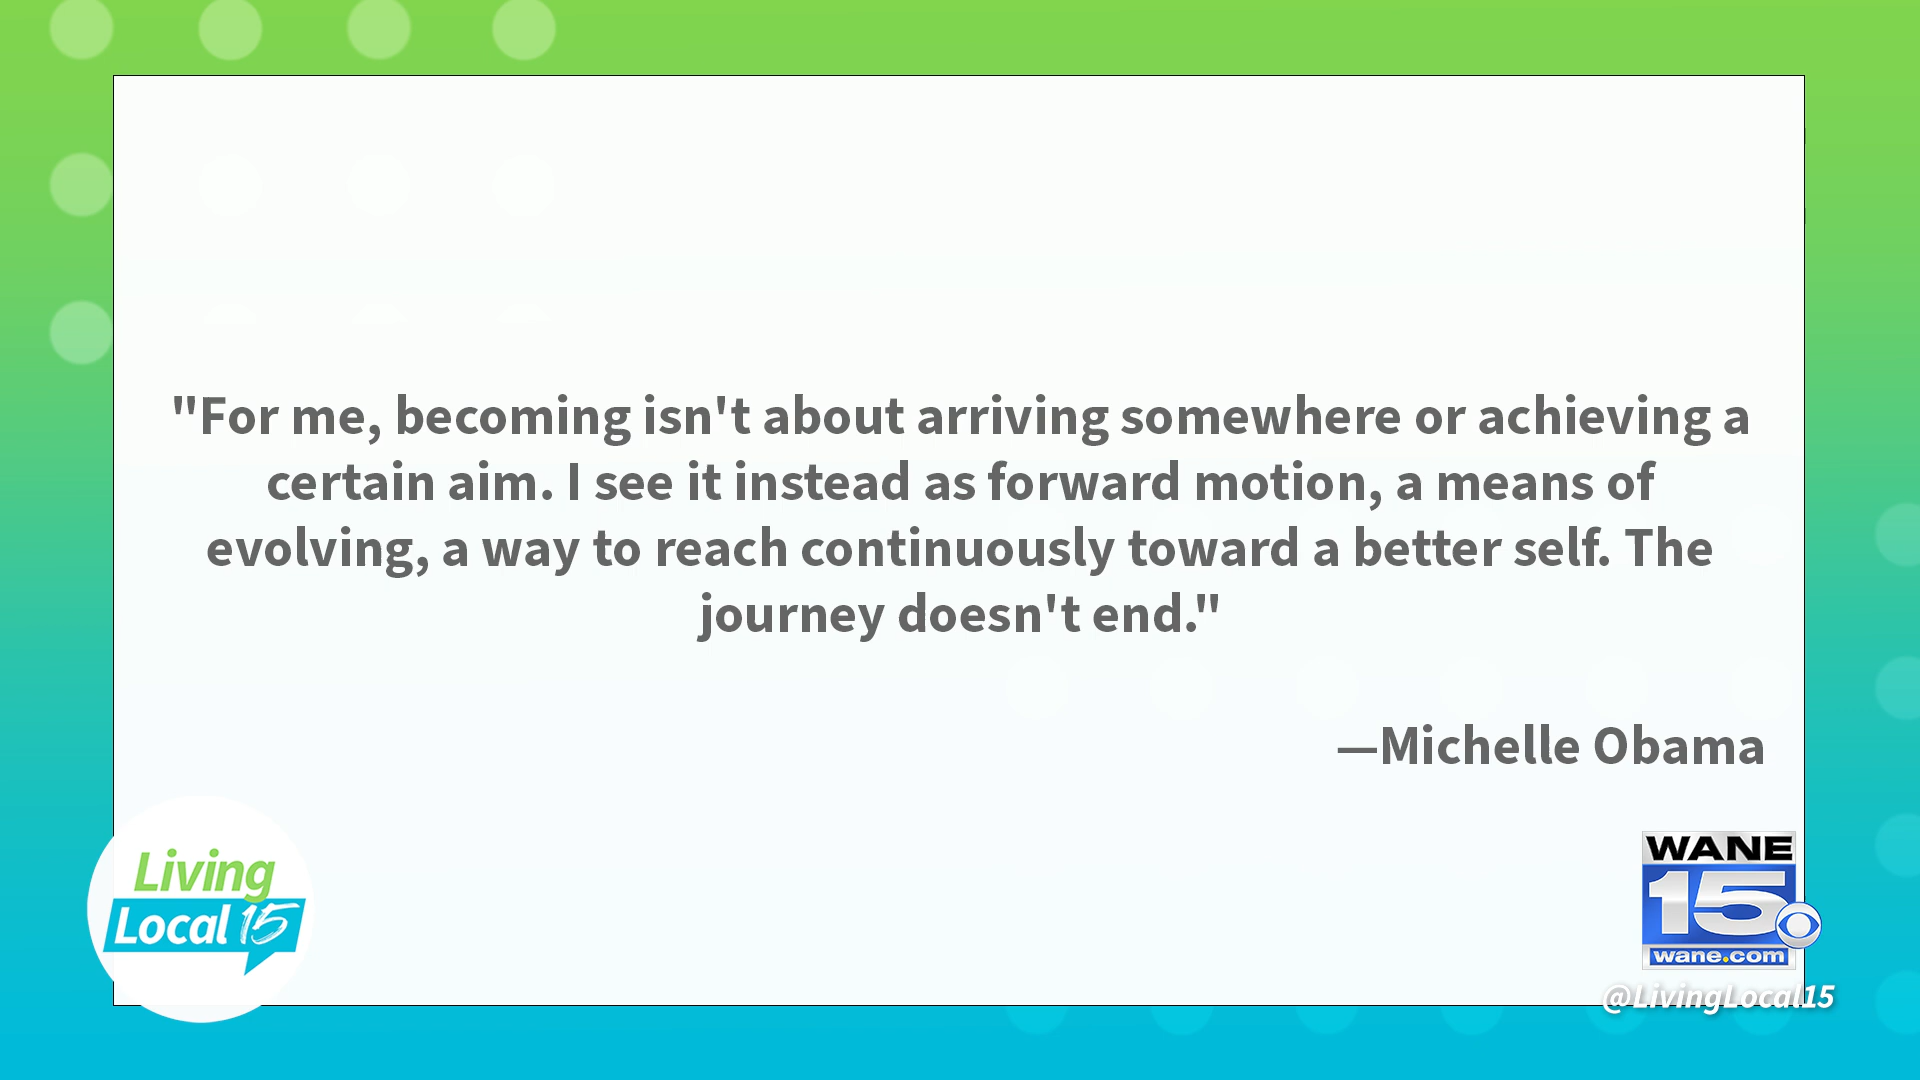 "For me, becoming isn't about arriving somewhere or achieving a
certain aim. I see it instead as forward motion, a means of
evolving, a way to reach continuously toward a better self. The
journey doesn't end."
—Michelle Obama
Living
Local 15
WANE
15
wane.com
@LivingLocal15